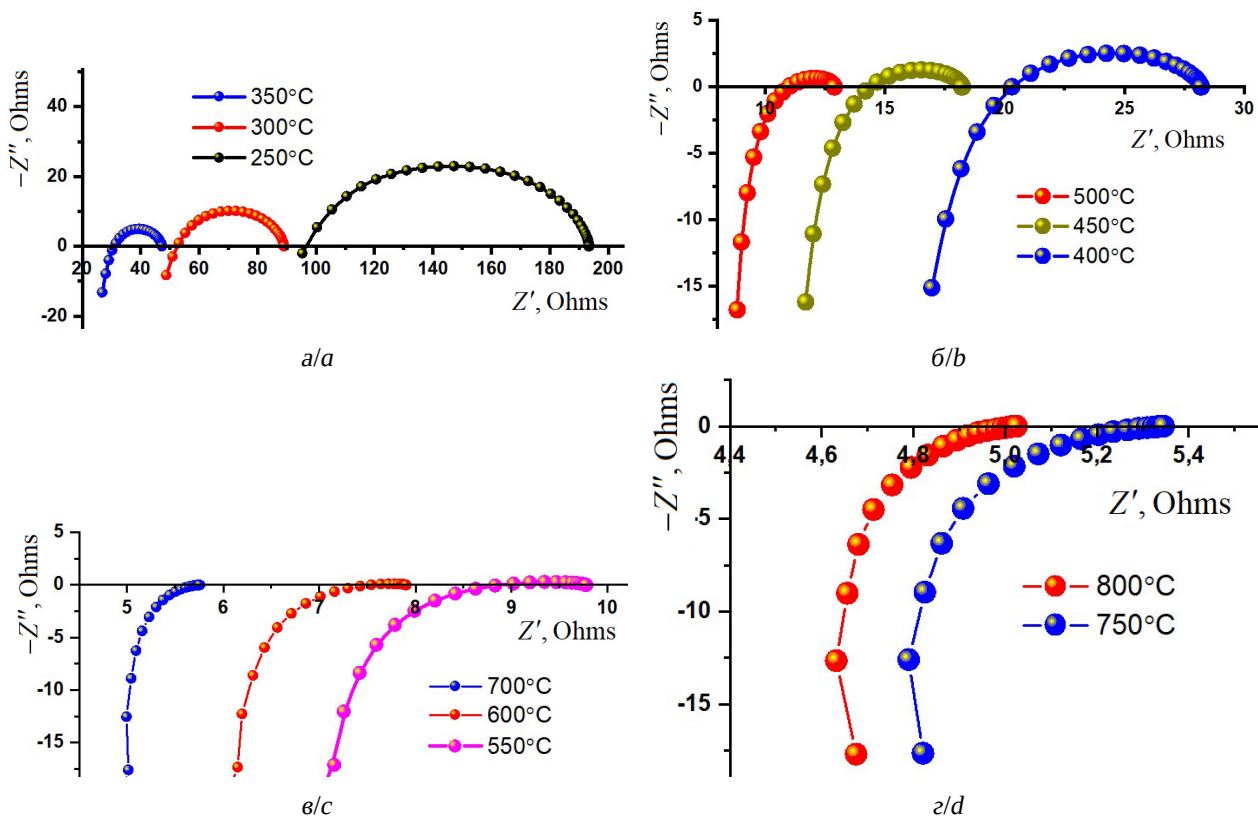 −Z″, Ohms
40
20
0
-20
20
40
60
80
100
120
140
160
180
200
350°C
300°C
250°C
Z′, Ohms
а/a
−Z″, Ohms
5
0
-5
-10
-15
10
15
20
25
30
Z′, Ohms
500°C
450°C
400°C
б/b
−Z″, Ohms
5
0
-5
-10
-15
5
6
7
8
9
10
Z′, Ohms
700°C
600°C
550°C
в/c
−Z″, Ohms
0
-5
-10
-15
4,4
4,6
4,8
5,0
5,2
5,4
Z′, Ohms
800°C
750°C
г/d